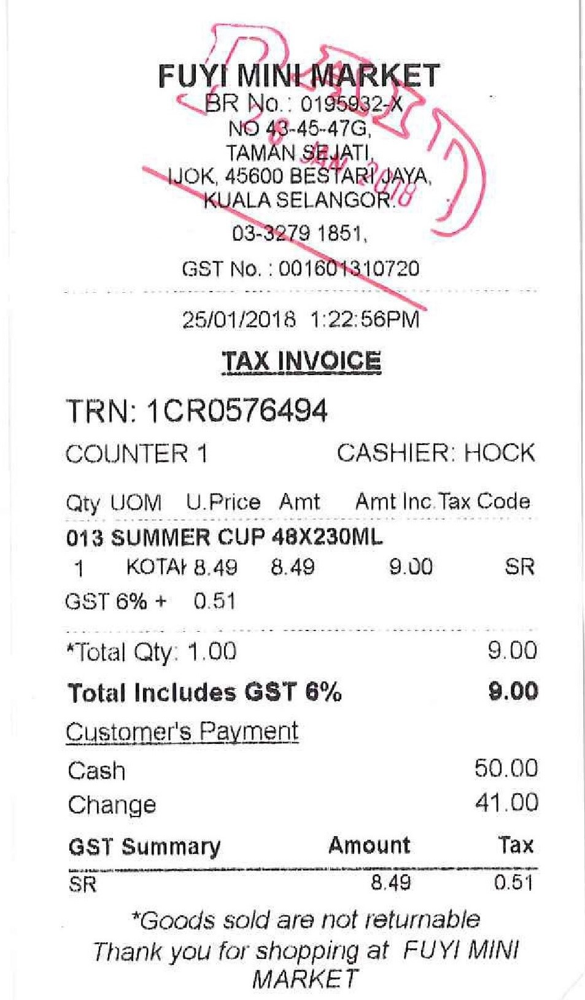 FUYI MINI MARKET
BR No. : 0195932-X
NO 43-45-47G,
TAMAN SEJATI,
IJOK, 45600 BESTARI JAYA,
KUALA SELANGOR.
03-3279 1851,
GST No. : 001601310720
PAID
26 JAN 2018
25/01/2018 1:22:56PM
TAX INVOICE
TRN: 1CR0576494
COUNTER 1 CASHIER: HOCK
Qty UOM U.Price Amt Amt Inc.Tax Code
013 SUMMER CUP 48X230ML
1 KOTAK 8.49 8.49 9.00 SR
GST 6% + 0.51
*Total Qty: 1.00 9.00
Total Includes GST 6% 9.00
Customer's Payment
Cash 50.00
Change 41.00
GST Summary Amount Tax
SR 8.49 0.51
*Goods sold are not returnable
Thank you for shopping at FUYI MINI
MARKET